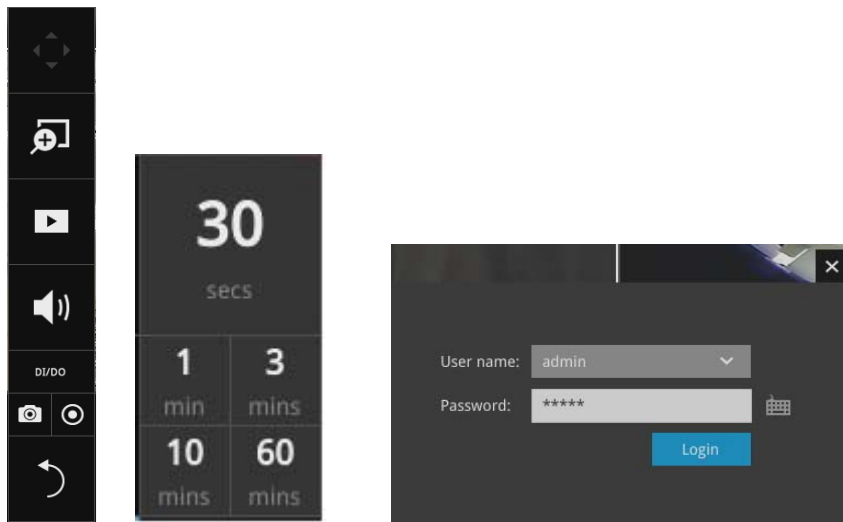 DI/DO
30
secs
1 3
min mins
10 60
mins mins
User name: admin
Password: *****
Login